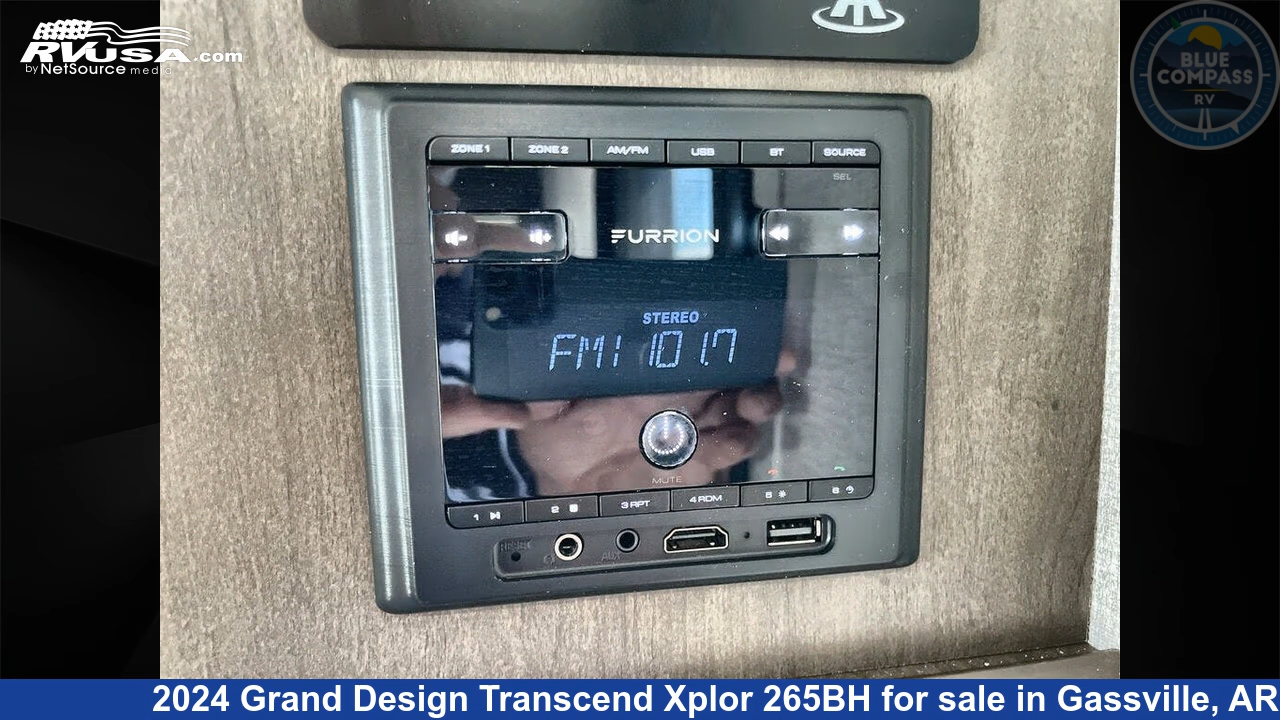 RVUSA.com
by NetSource media
BLUE
COMPASS
RV
ZONE 1 ZONE 2 AM/FM USB BT SOURCE
SEL
FURRION
STEREO
FM1 101.7
MUTE
1 2 3 RPT 4 RDM 5 6
RESET AUX
2024 Grand Design Transcend Xplor 265BH for sale in Gassville, AR